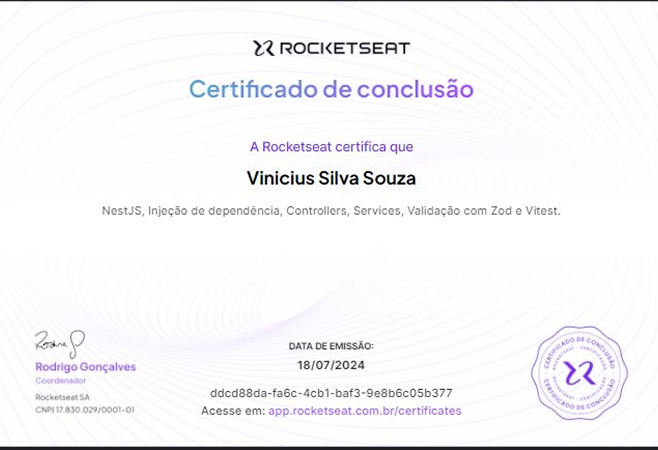 ROCKETSEAT
Certificado de conclusão
A Rocketseat certifica que
Vinicius Silva Souza
NestJS, Injeção de dependência, Controllers, Services, Validação com Zod e Vitest.
Rodrigo Gonçalves
Coordenador
Rocketseat SA
CNPJ 17.830.029/0001-01
DATA DE EMISSÃO:
18/07/2024
ddcd88da-fa6c-4cb1-baf3-9e8b6c05b377
Acesse em: app.rocketseat.com.br/certificates
CERTIFICADO DE CONCLUSÃO
ROCKETSEAT
ROCKETSEAT
CERTIFICADO DE CONCLUSÃO